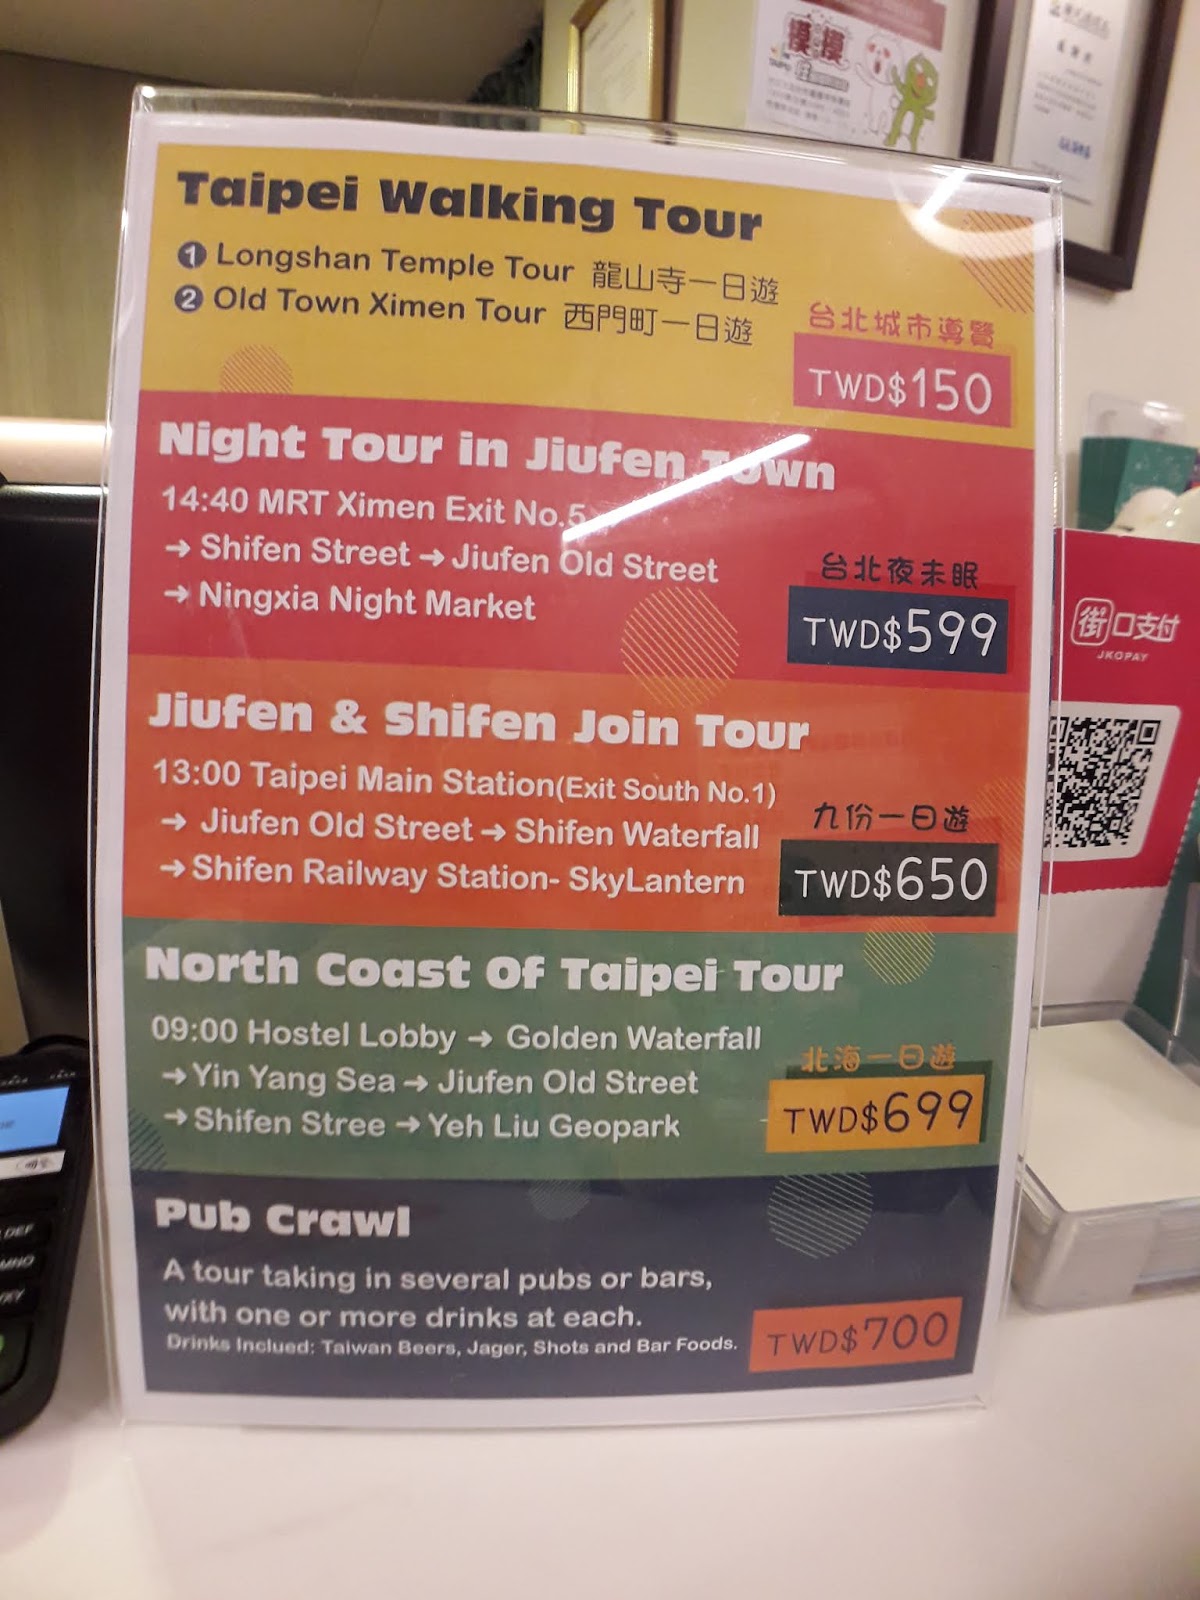 Taipei Walking Tour
1 Longshan Temple Tour 龍山寺一日遊
2 Old Town Ximen Tour 西門町一日遊
台北城市導覽
TWD$150
Night Tour in Jiufen Town
14:40 MRT Ximen Exit No.5
→ Shifen Street → Jiufen Old Street
→ Ningxia Night Market
台北夜未眠
TWD$599
Jiufen & Shifen Join Tour
13:00 Taipei Main Station(Exit South No.1)
→ Jiufen Old Street → Shifen Waterfall
→ Shifen Railway Station- SkyLantern
九份一日遊
TWD$650
North Coast Of Taipei Tour
09:00 Hostel Lobby → Golden Waterfall
→ Yin Yang Sea → Jiufen Old Street
→ Shifen Stree → Yeh Liu Geopark
北海一日遊
TWD$699
Pub Crawl
A tour taking in several pubs or bars,
with one or more drinks at each.
Drinks Inclued: Taiwan Beers, Jager, Shots and Bar Foods.
TWD$700
街口支付
JKOPAY
DEF
MNO